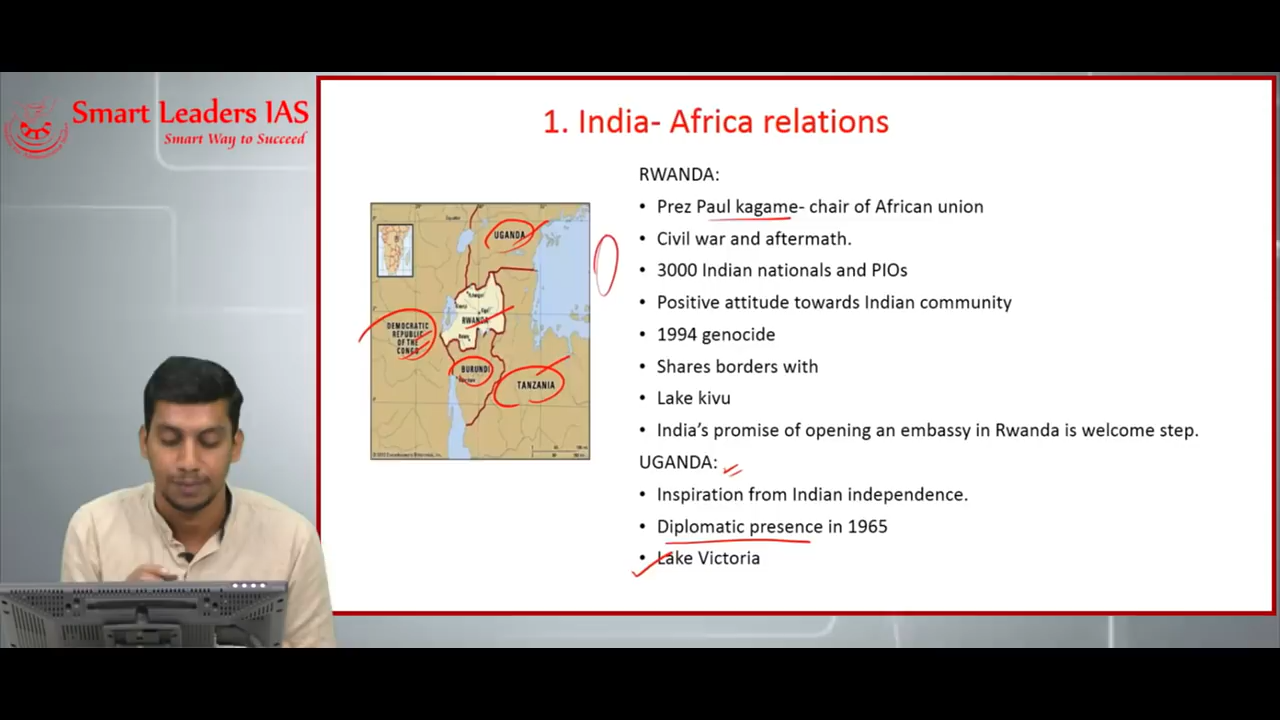 Smart Leaders IAS
Smart Way to Succeed
1. India- Africa relations
RWANDA:
• Prez Paul kagame- chair of African union
• Civil war and aftermath.
• 3000 Indian nationals and PIOs
• Positive attitude towards Indian community
• 1994 genocide
• Shares borders with
• Lake kivu
• India’s promise of opening an embassy in Rwanda is welcome step.
UGANDA:
• Inspiration from Indian independence.
• Diplomatic presence in 1965
• Lake Victoria
UGANDA
RWANDA
DEMOCRATIC
REPUBLIC
OF THE
CONGO
BURUNDI
TANZANIA